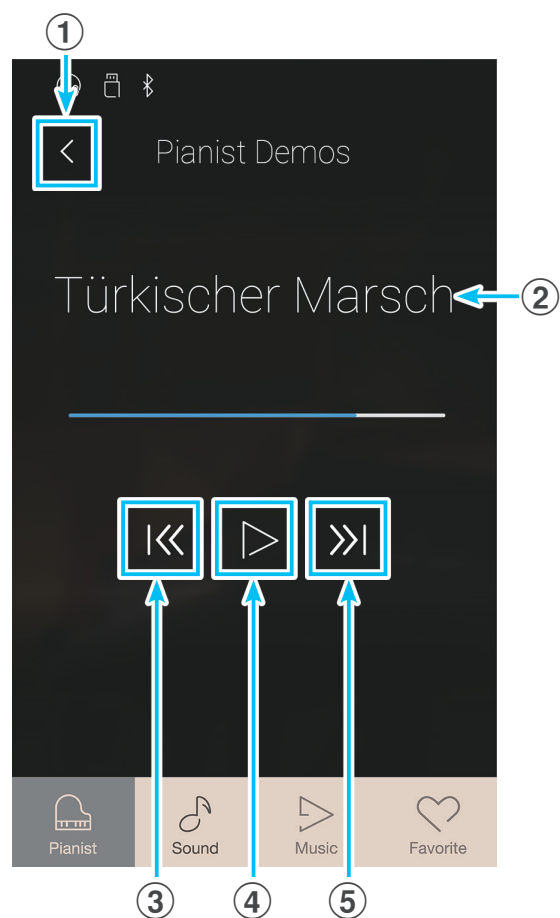 ①
Pianist Demos
Türkischer Marsch
②
Pianist Sound Music Favorite
③ ④ ⑤